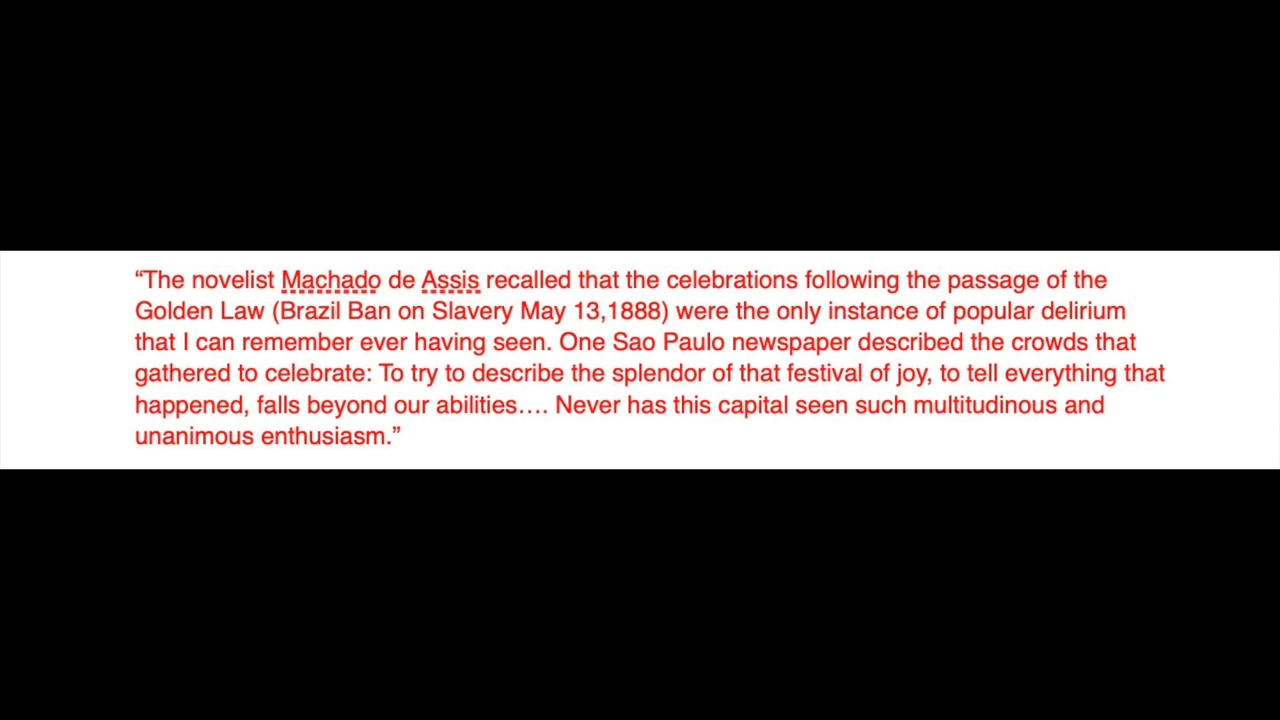 “The novelist Machado de Assis recalled that the celebrations following the passage of the
Golden Law (Brazil Ban on Slavery May 13,1888) were the only instance of popular delirium
that I can remember ever having seen. One Sao Paulo newspaper described the crowds that
gathered to celebrate: To try to describe the splendor of that festival of joy, to tell everything that
happened, falls beyond our abilities…. Never has this capital seen such multitudinous and
unanimous enthusiasm.”